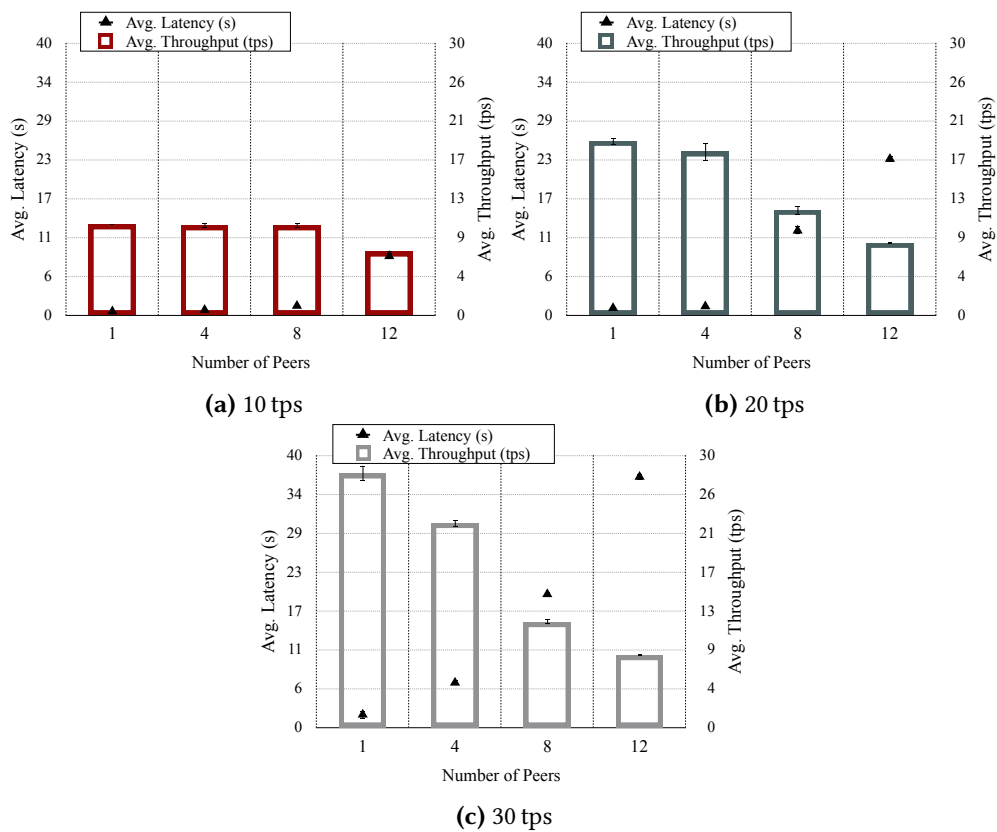 Avg. Latency (s)
Avg. Throughput (tps)
40
34
29
23
17
11
6
0
Avg. Latency (s)
30
26
21
17
13
9
4
0
Avg. Throughput (tps)
1 4 8 12
Number of Peers
(a) 10 tps
Avg. Latency (s)
Avg. Throughput (tps)
40
34
29
23
17
11
6
0
Avg. Latency (s)
30
26
21
17
13
9
4
0
Avg. Throughput (tps)
1 4 8 12
Number of Peers
(b) 20 tps
Avg. Latency (s)
Avg. Throughput (tps)
40
34
29
23
17
11
6
0
Avg. Latency (s)
30
26
21
17
13
9
4
0
Avg. Throughput (tps)
1 4 8 12
Number of Peers
(c) 30 tps